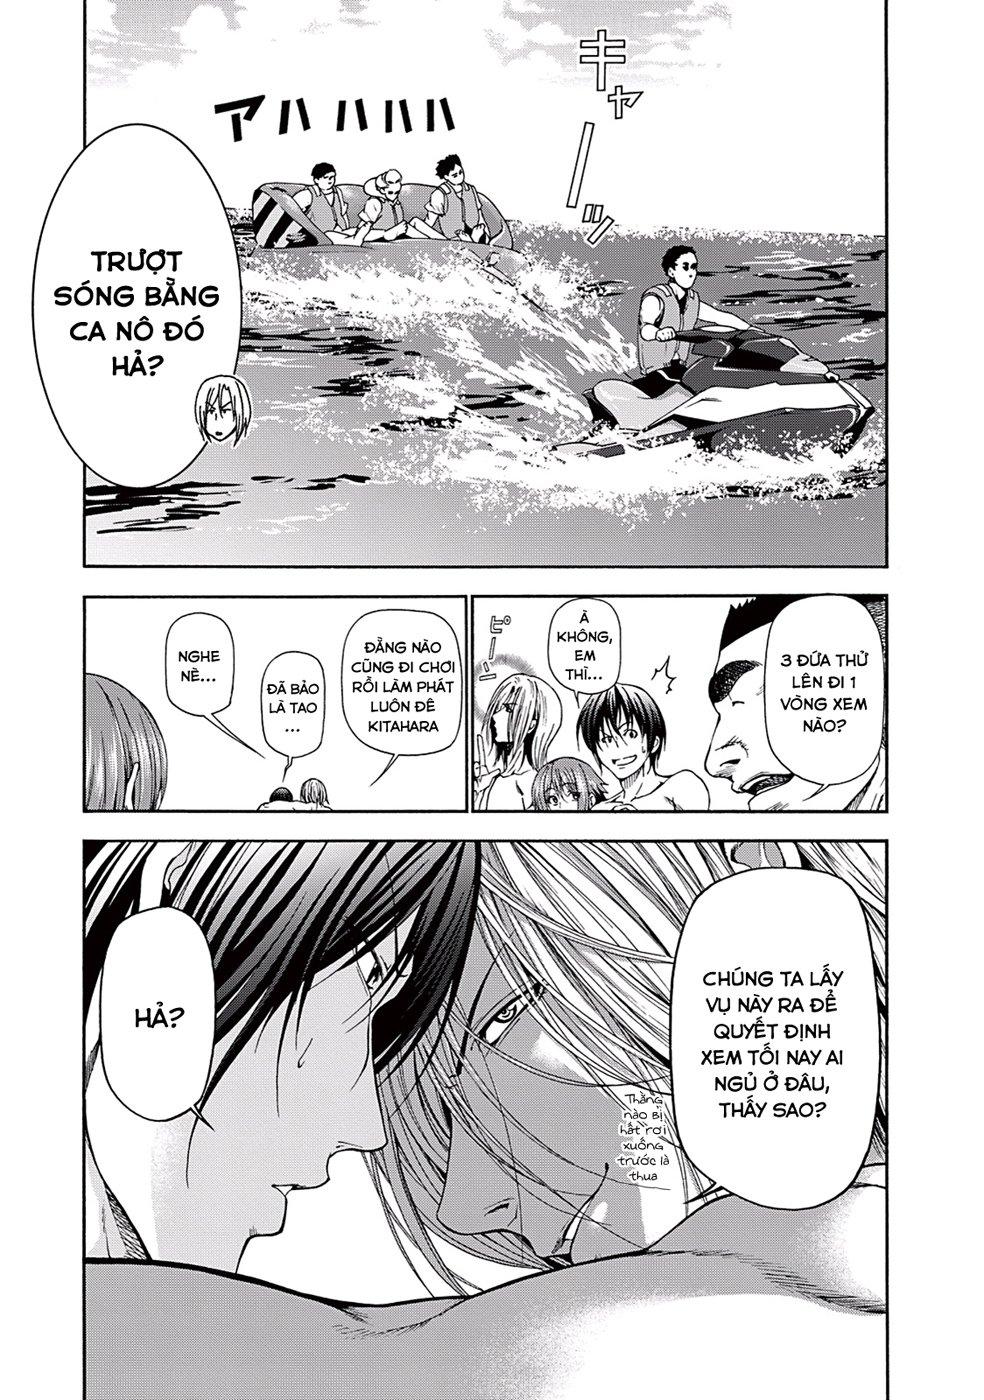 キャーッ
アハハハハ
TRƯỢT
SÓNG BẰNG
CA NÔ ĐÓ
HẢ?
3 ĐỨA THỬ
LÊN ĐI 1
VÒNG XEM
NÀO?
À
KHÔNG,
EM
THÌ...
ピーー
ĐẰNG NÀO
CŨNG ĐI CHƠI
RỒI LÀM PHÁT
LUÔN ĐÊ
KITAHARA
ĐÃ BẢO
LÀ TAO
...
NGHE
NÈ...
CHÚNG TA LẤY
VỤ NÀY RA ĐỂ
QUYẾT ĐỊNH
XEM TỐI NAY AI
NGỦ Ở ĐÂU,
THẤY SAO?
Thằng
nào bị
hất rơi
xuống
trước là
thua
HẢ?